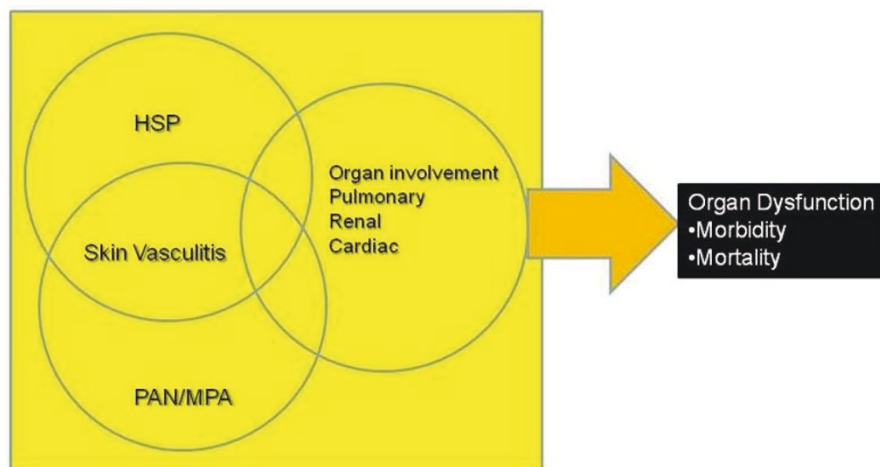 HSP
Skin Vasculitis
PAN/MPA
Organ involvement
Pulmonary
Renal
Cardiac
Organ Dysfunction
•Morbidity
•Mortality